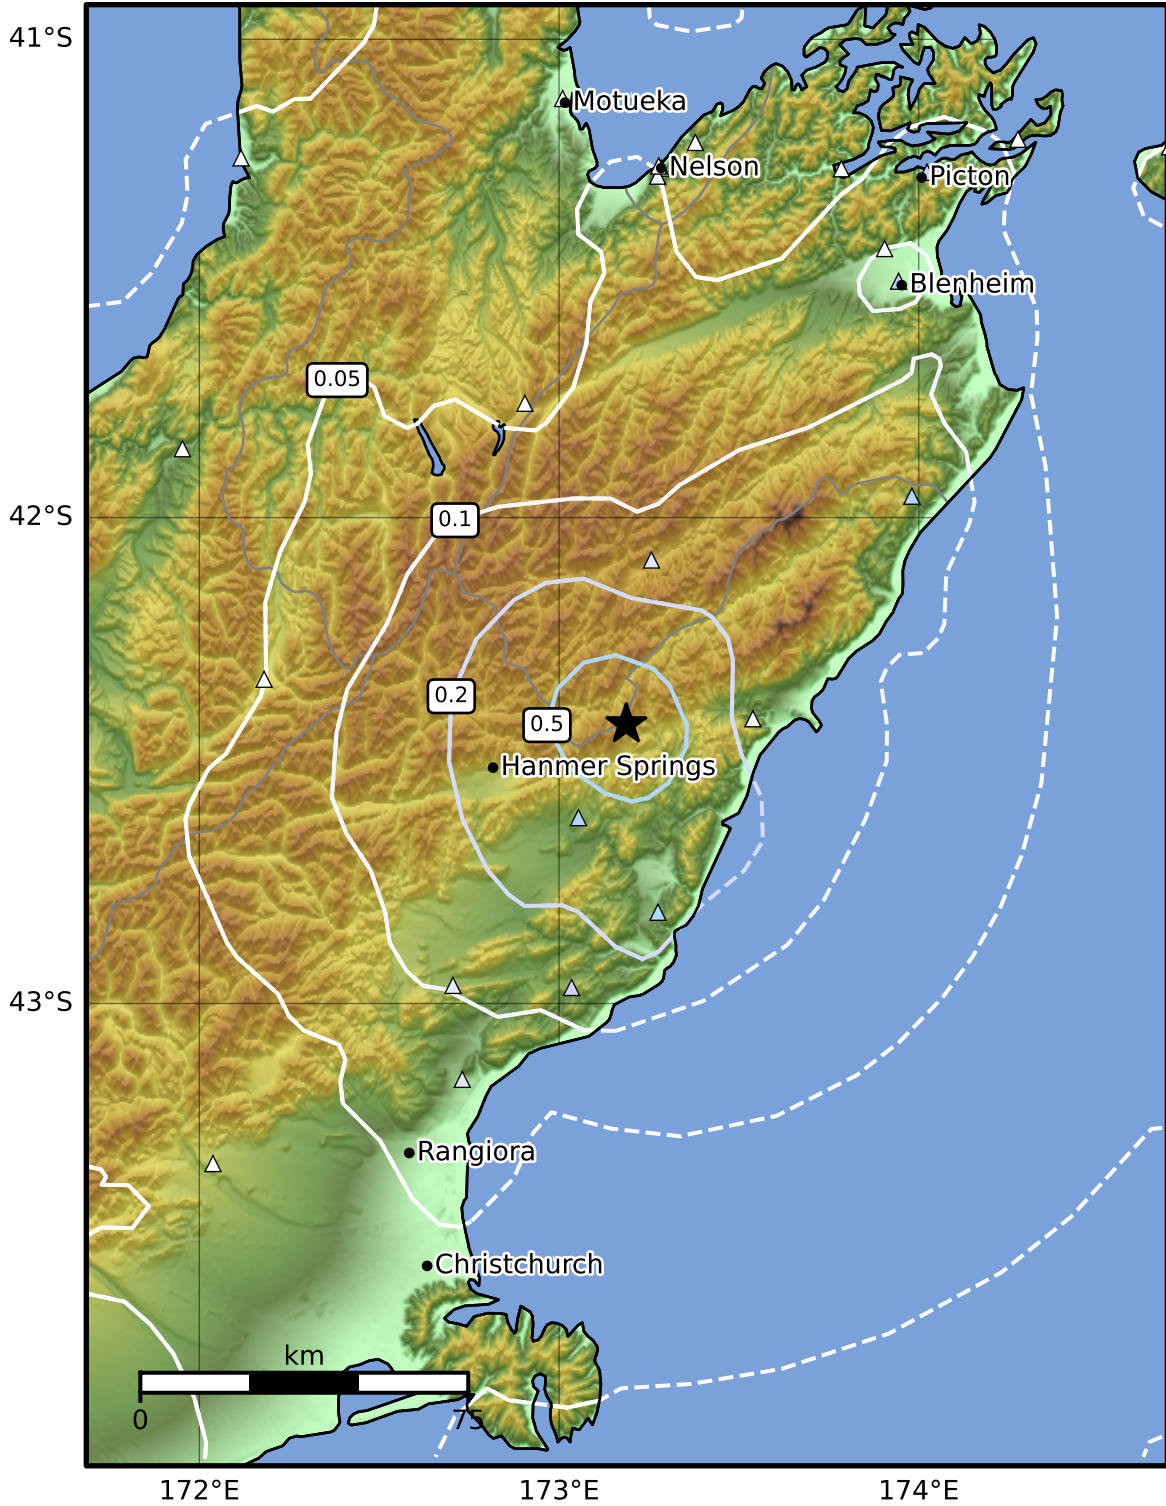 41°S
Motueka
Nelson
Picton
Blenheim
0.05
42°S
0.1
0.2
0.5
Hanmer Springs
43°S
Rangiora
Christchurch
km
0 75
172°E 173°E 174°E